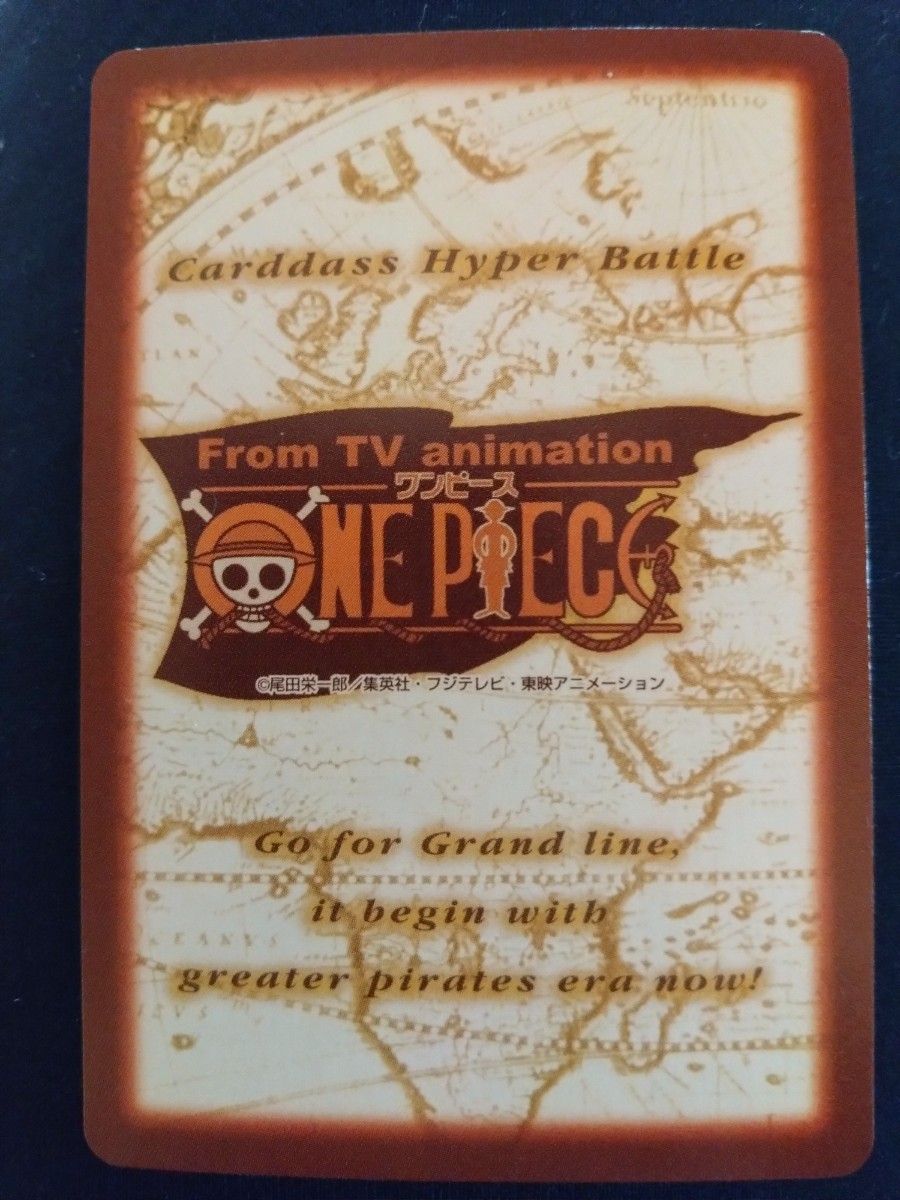 Septentrio
Carddass Hyper Battle
From TV animation
ワンピース
ONE PIECE
©尾田栄一郎/集英社・フジテレビ・東映アニメーション
Go for Grand line,
it begin with
greater pirates era now!